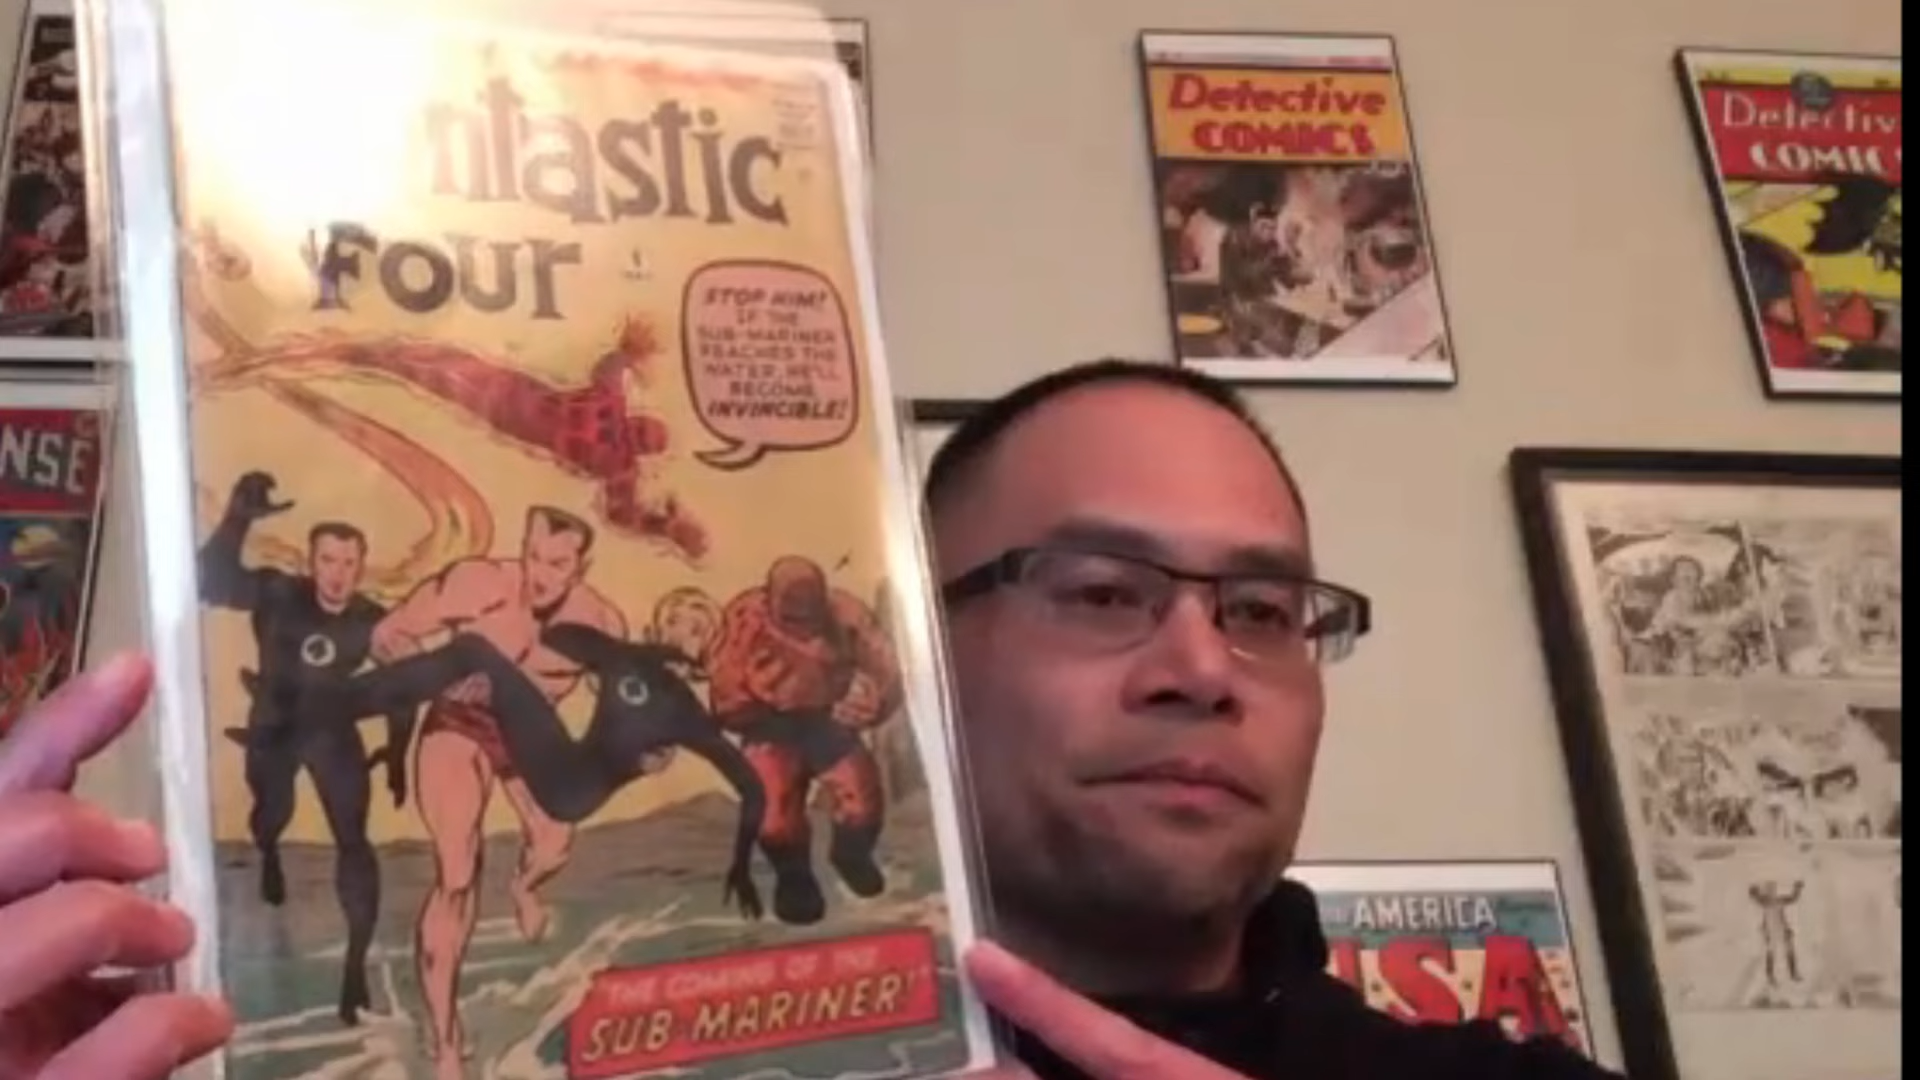 ntastic
Four
STOP HIM!
IF THE
SUB-MARINER
REACHES THE
WATER, HE'LL
BECOME
INVINCIBLE!
"THE COMING OF THE
SUB-MARINER!"
Detective
COMICS
Detectiv
COMIC
NSE
AMERICA
USA